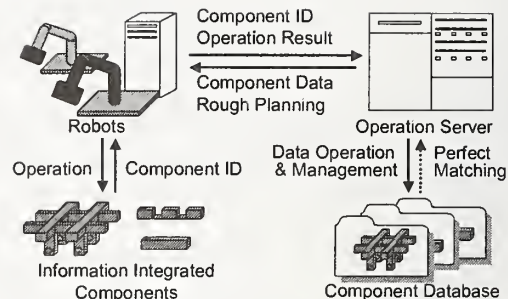 Component ID
Operation Result
Component Data
Rough Planning
Robots
Operation Server
Operation
Component ID
Data Operation
& Management
Perfect
Matching
Information Integrated
Components
Component Database